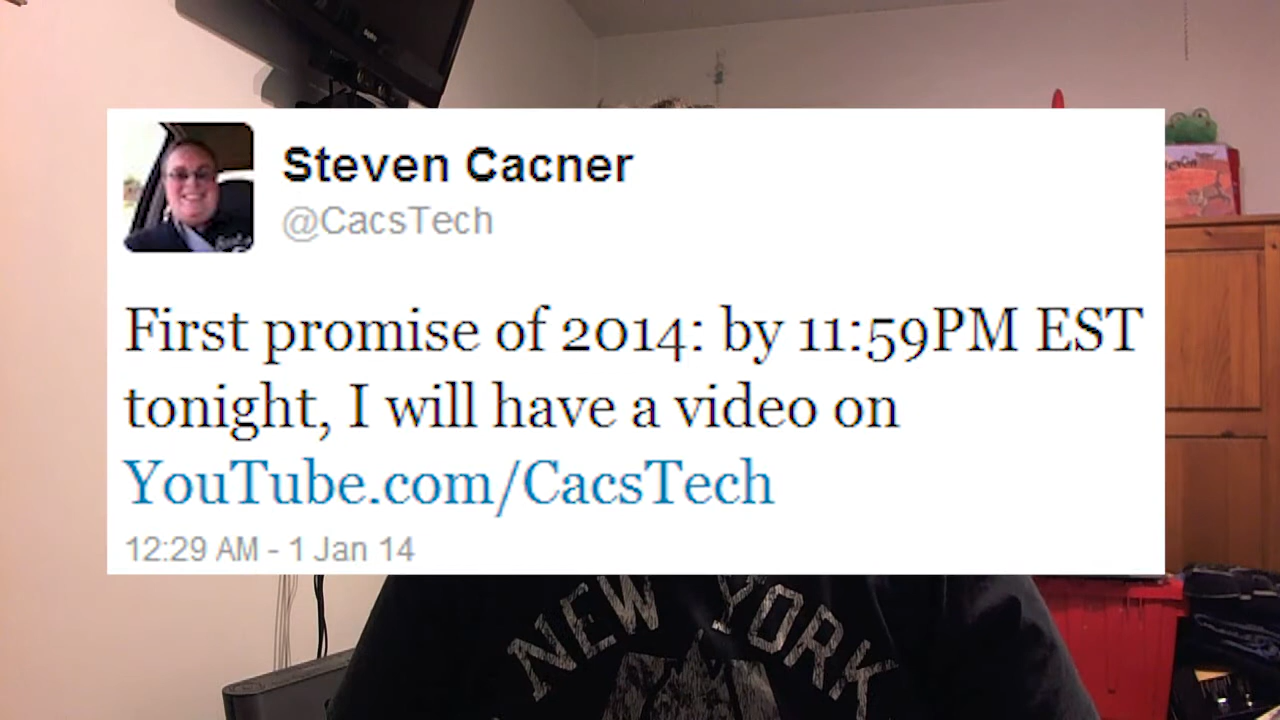 Steven Cacner
@CacsTech
First promise of 2014: by 11:59PM EST
tonight, I will have a video on
YouTube.com/CacsTech
12:29 AM - 1 Jan 14
NEW YORK